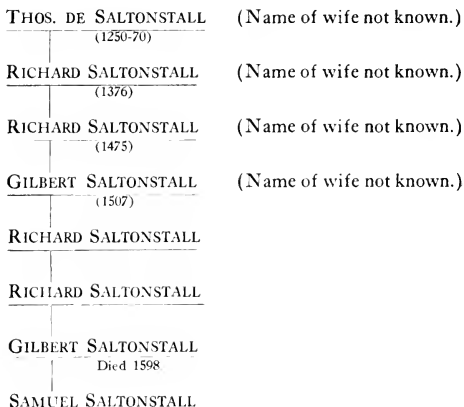 THOS. DE SALTONSTALL (Name of wife not known.)
(1250-70)
RICHARD SALTONSTALL (Name of wife not known.)
(1376)
RICHARD SALTONSTALL (Name of wife not known.)
(1475)
GILBERT SALTONSTALL (Name of wife not known.)
(1507)
RICHARD SALTONSTALL
RICHARD SALTONSTALL
GILBERT SALTONSTALL
Died 1598
SAMUEL SALTONSTALL